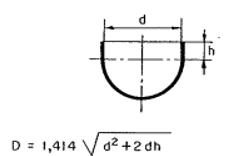 d
h
D = 1,414 √d²+2dh